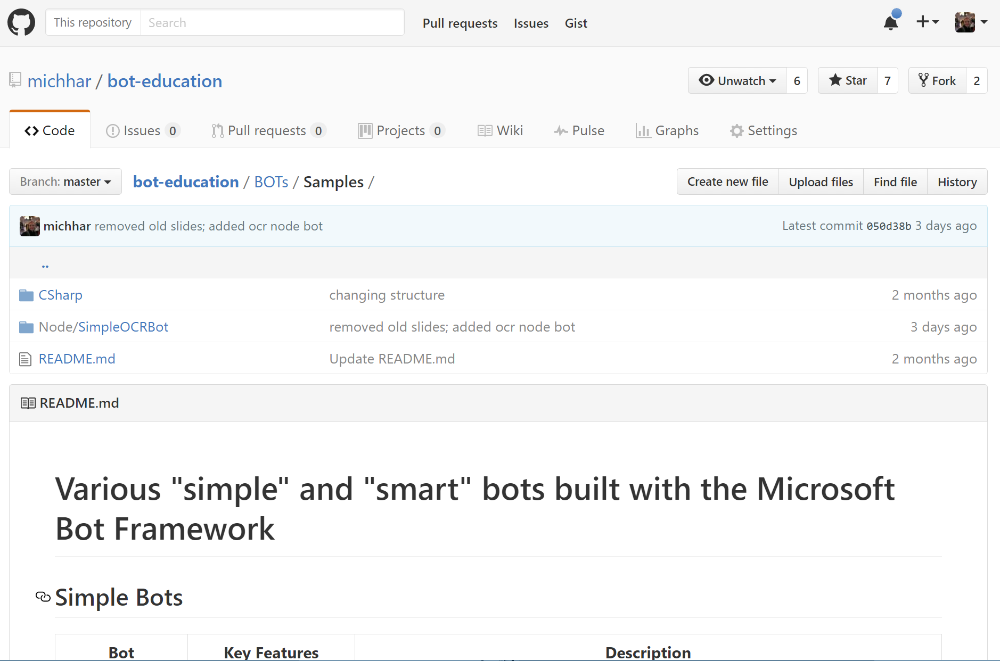 This repository Search Pull requests Issues Gist
michhar / bot-education Unwatch 6 Star 7 Fork 2
Code Issues 0 Pull requests 0 Projects 0 Wiki Pulse Graphs Settings
Branch: master bot-education / BOTs / Samples / Create new file Upload files Find file History
michhar removed old slides; added ocr node bot Latest commit 050d38b 3 days ago
..
CSharp changing structure 2 months ago
Node/SimpleOCRBot removed old slides; added ocr node bot 3 days ago
README.md Update README.md 2 months ago
README.md
Various "simple" and "smart" bots built with the Microsoft
Bot Framework
Simple Bots
Bot Key Features Description